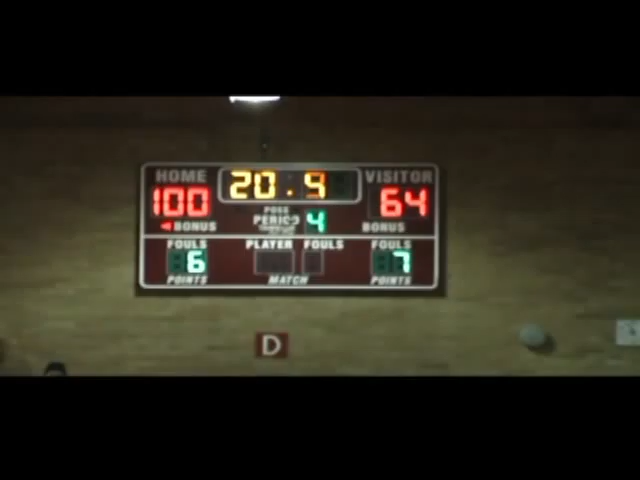 HOME 20.9 VISITOR
100 POSS 64
PERIOD 4
BONUS BONUS
FOULS PLAYER FOULS FOULS
6 7
POINTS MATCH POINTS
D